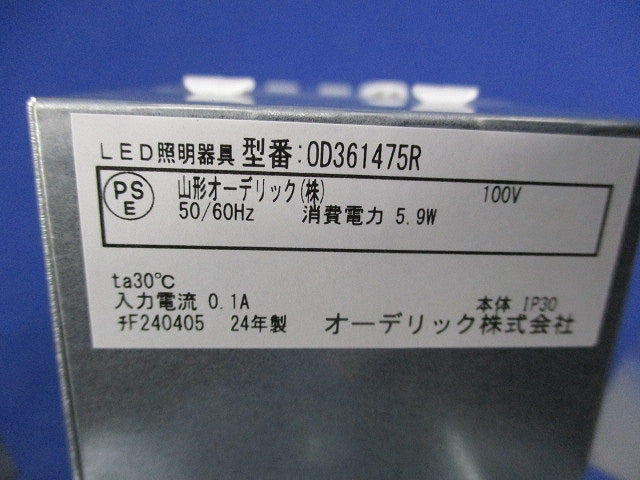 LED照明器具 型番:OD361475R
PS
E
山形オーデリック(株) 100V
50/60Hz 消費電力 5.9W
ta30℃
入力電流 0.1A 本体 IP30
ﾁF240405 24年製 オーデリック株式会社